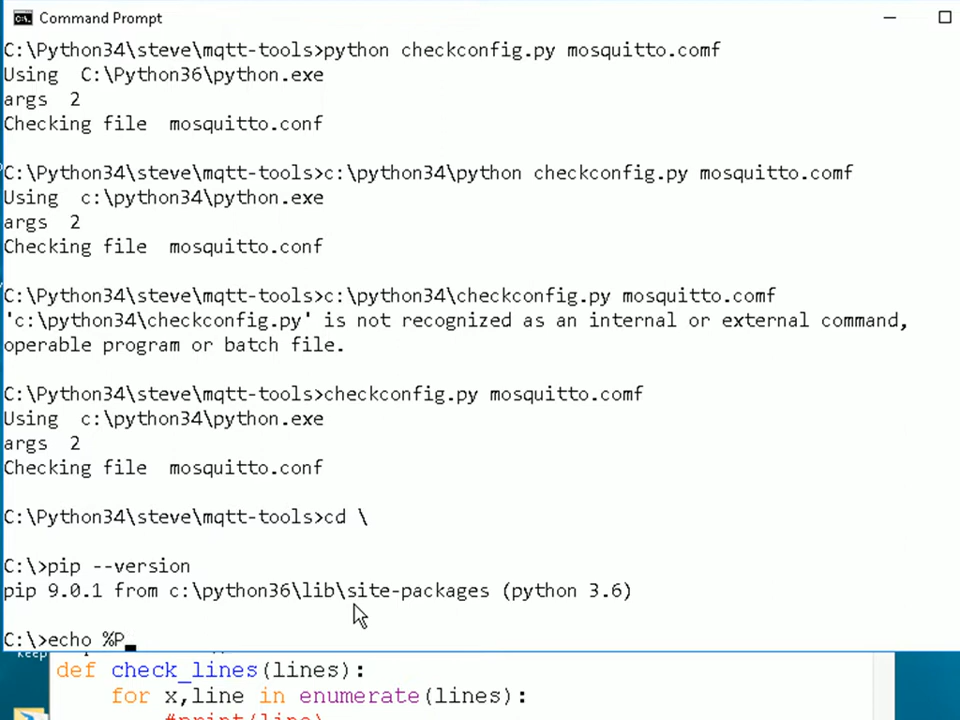 Command Prompt
C:\Python34\steve\mqtt-tools>python checkconfig.py mosquitto.comf
Using  C:\Python36\python.exe
args  2
Checking file  mosquitto.conf
C:\Python34\steve\mqtt-tools>c:\python34\python checkconfig.py mosquitto.comf
Using  c:\python34\python.exe
args  2
Checking file  mosquitto.conf
C:\Python34\steve\mqtt-tools>c:\python34\checkconfig.py mosquitto.comf
'c:\python34\checkconfig.py' is not recognized as an internal or external command,
operable program or batch file.
C:\Python34\steve\mqtt-tools>checkconfig.py mosquitto.comf
Using  c:\python34\python.exe
args  2
Checking file  mosquitto.conf
C:\Python34\steve\mqtt-tools>cd \
C:\>pip --version
pip 9.0.1 from c:\python36\lib\site-packages (python 3.6)
C:\>echo %P
keep
def check_lines(lines):
for x,line in enumerate(lines):
#print(line)